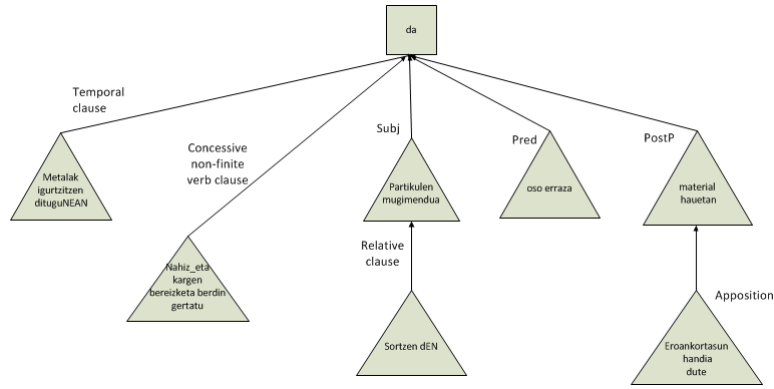 da
Temporal
clause
Concessive
non-finite
verb clause
Subj
Pred
PostP
Metalak
igurtzitzen
dituguNEAN
Partikulen
mugimendua
oso erraza
material
hauetan
Nahiz_eta
kargen
bereizketa berdin
gertatu
Relative
clause
Apposition
Sortzen dEN
Eroankortasun
handia
dute